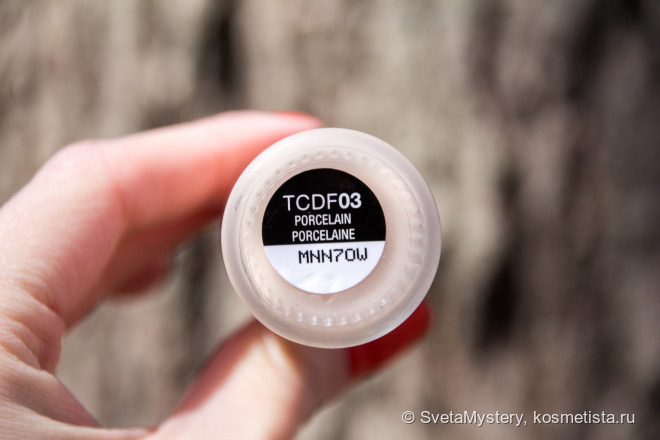 TCDF03
PORCELAIN
PORCELAINE
MNN70W
© SvetaMystery, kosmetista.ru